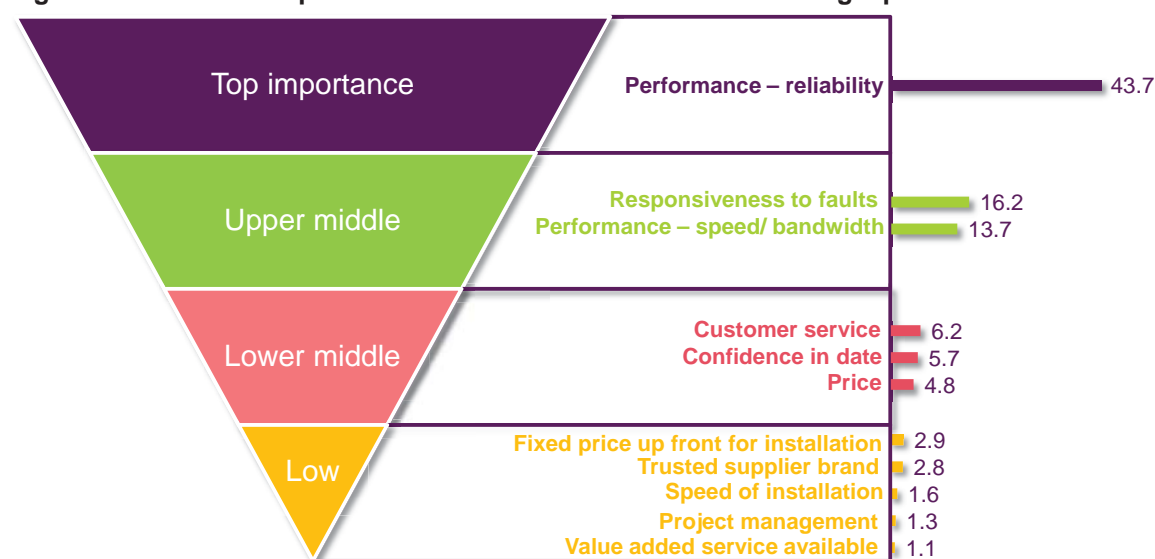 Top importance
Performance – reliability
43.7
Upper middle
Responsiveness to faults
16.2
Performance – speed/ bandwidth
13.7
Lower middle
Customer service
6.2
Confidence in date
5.7
Price
4.8
Low
Fixed price up front for installation
2.9
Trusted supplier brand
2.8
Speed of installation
1.6
Project management
1.3
Value added service available
1.1